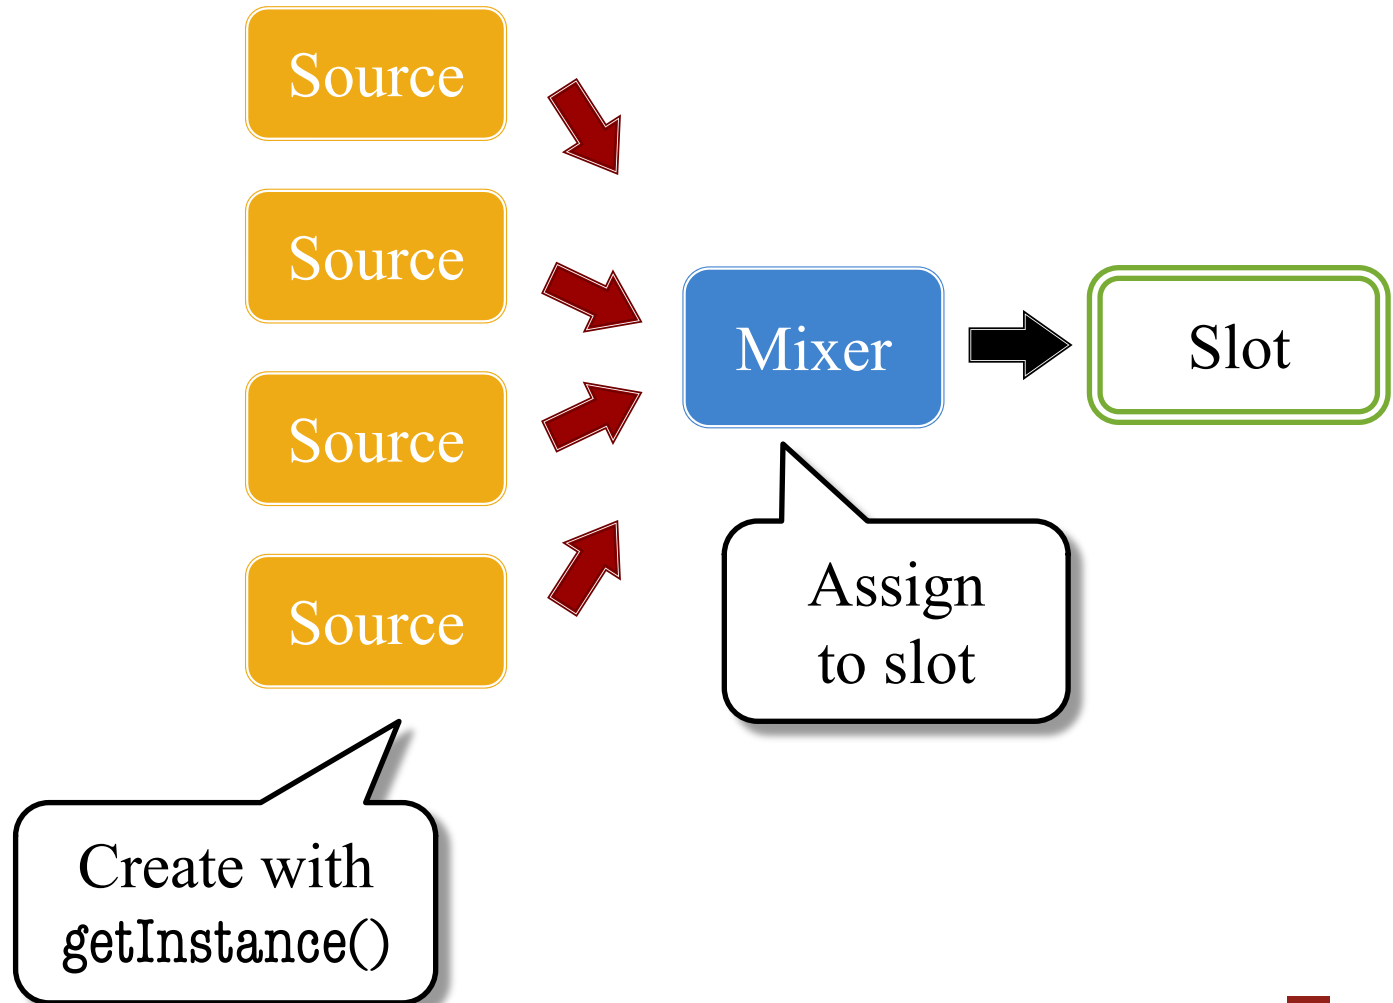 Source
Source
Mixer
Slot
Source
Assign
to slot
Source
Create with
getInstance()